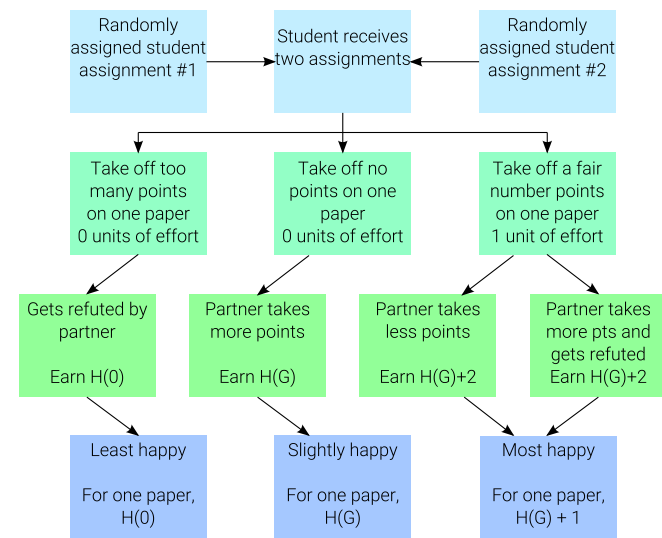 Randomly
assigned student
assignment #1
Student receives
two assignments
Randomly
assigned student
assignment #2
Take off too
many points
on one paper
0 units of effort
Take off no
points on one
paper
0 units of effort
Take off a fair
number points
on one paper
1 unit of effort
Gets refuted by
partner
Earn H(0)
Partner takes
more points
Earn H(G)
Partner takes
less points
Earn H(G)+2
Partner takes
more pts and
gets refuted
Earn H(G)+2
Least happy
For one paper,
H(0)
Slightly happy
For one paper,
H(G)
Most happy
For one paper,
H(G) + 1